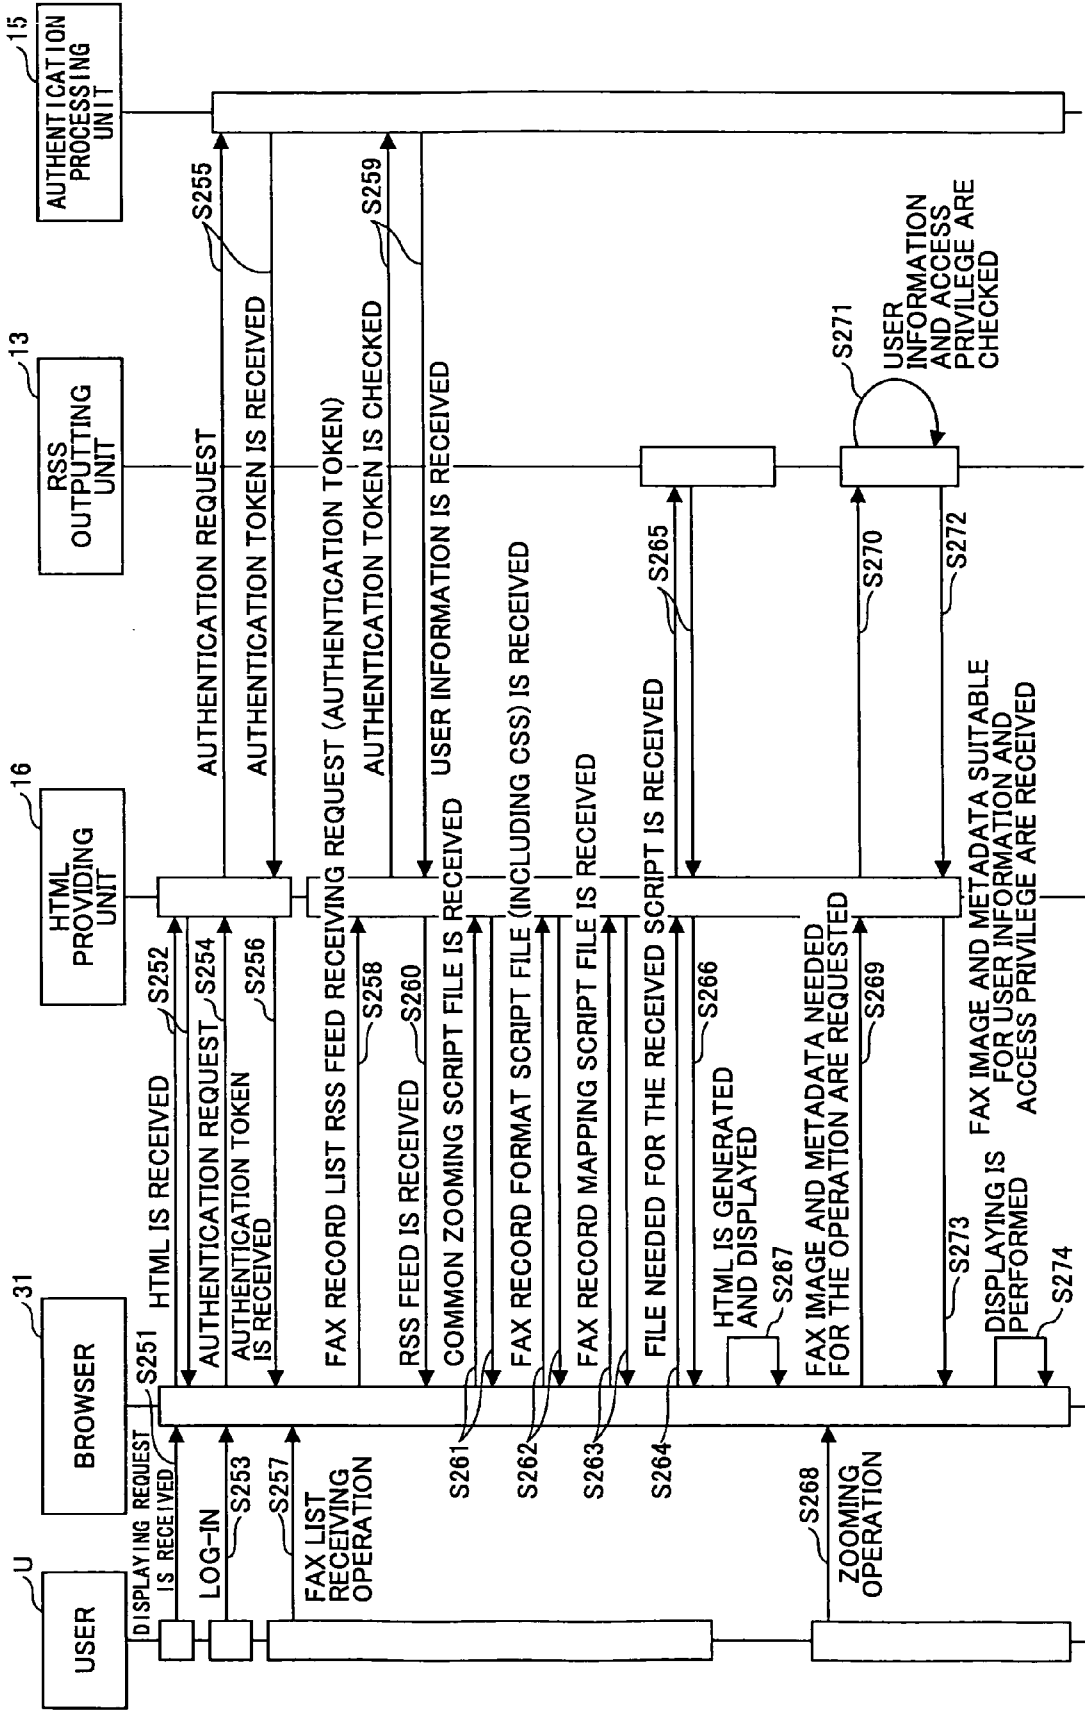 USER
U
BROWSER
31
HTML
PROVIDING
UNIT
16
RSS
OUTPUTTING
UNIT
13
AUTHENTICATION
PROCESSING
UNIT
15
DISPLAYING REQUEST
IS RECEIVED
S251
HTML IS RECEIVED
S252
LOG-IN
S253
AUTHENTICATION REQUEST
S254
AUTHENTICATION REQUEST
S255
AUTHENTICATION TOKEN IS RECEIVED
AUTHENTICATION TOKEN
IS RECEIVED
S256
S257
FAX LIST
RECEIVING
OPERATION
FAX RECORD LIST RSS FEED RECEIVING REQUEST (AUTHENTICATION TOKEN)
S258
AUTHENTICATION TOKEN IS CHECKED
S259
USER INFORMATION IS RECEIVED
RSS FEED IS RECEIVED
S260
COMMON ZOOMING SCRIPT FILE IS RECEIVED
S261
FAX RECORD FORMAT SCRIPT FILE (INCLUDING CSS) IS RECEIVED
S262
FAX RECORD MAPPING SCRIPT FILE IS RECEIVED
S263
FILE NEEDED FOR THE RECEIVED SCRIPT IS RECEIVED
S264
S265
S266
HTML IS GENERATED
AND DISPLAYED
S267
S268
ZOOMING
OPERATION
FAX IMAGE AND METADATA NEEDED
FOR THE OPERATION ARE REQUESTED
S269
S270
S271
USER
INFORMATION
AND ACCESS
PRIVILEGE ARE
CHECKED
S272
FAX IMAGE AND METADATA SUITABLE
FOR USER INFORMATION AND
ACCESS PRIVILEGE ARE RECEIVED
S273
DISPLAYING IS
PERFORMED
S274